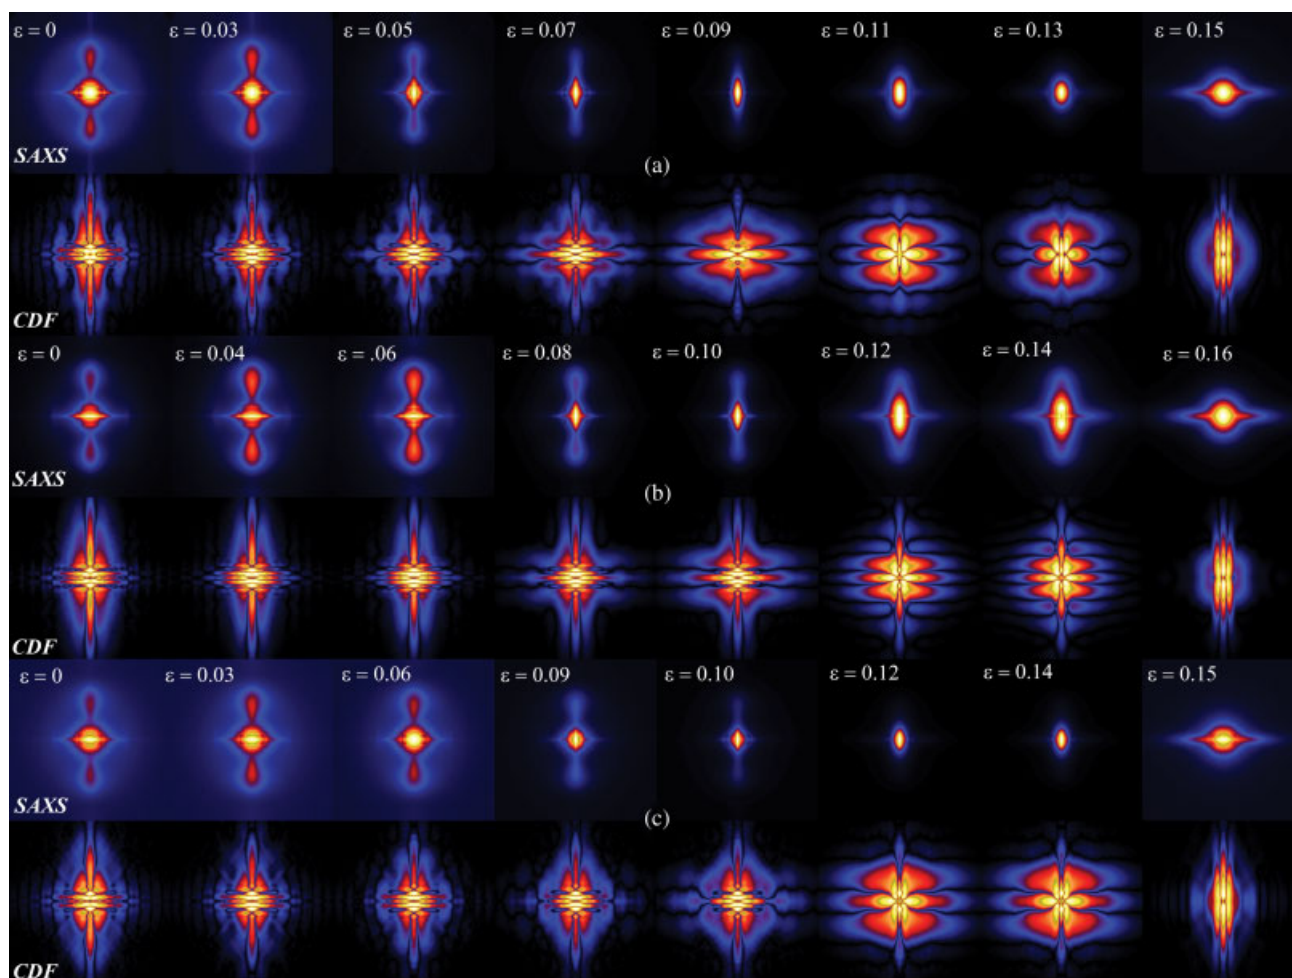 ε = 0 ε = 0.03 ε = 0.05 ε = 0.07 ε = 0.09 ε = 0.11 ε = 0.13 ε = 0.15
SAXS
(a)
CDF
ε = 0 ε = 0.04 ε = .06 ε = 0.08 ε = 0.10 ε = 0.12 ε = 0.14 ε = 0.16
SAXS
(b)
CDF
ε = 0 ε = 0.03 ε = 0.06 ε = 0.09 ε = 0.10 ε = 0.12 ε = 0.14 ε = 0.15
SAXS
(c)
CDF